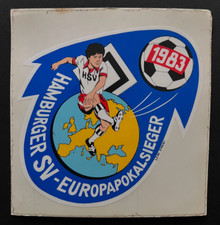 1983
HSV
HAMBURGER SV - EUROPAPOKALSIEGER